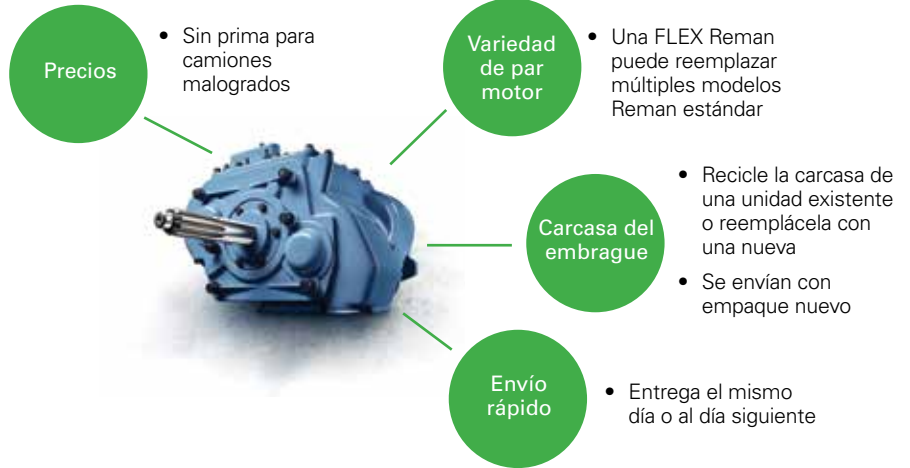 Precios
• Sin prima para
camiones
malogrados
Variedad
de par
motor
• Una FLEX Reman
puede reemplazar
múltiples modelos
Reman estándar
Carcasa del
embrague
• Recicle la carcasa de
una unidad existente
o reemplácela con
una nueva
• Se envían con
empaque nuevo
Envío
rápido
• Entrega el mismo
día o al día siguiente